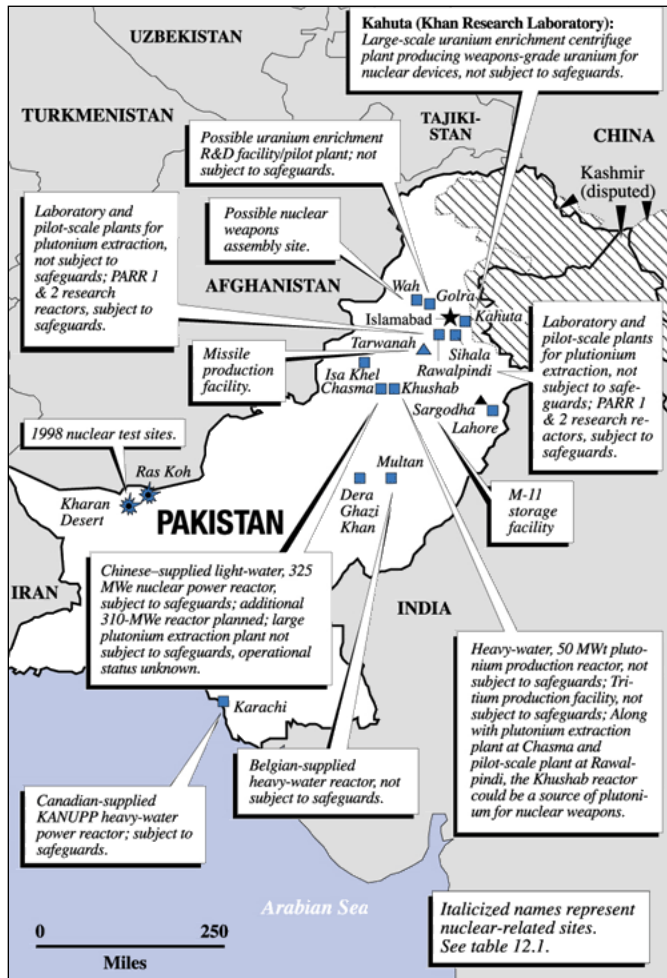 Kahuta (Khan Research Laboratory):
Large-scale uranium enrichment centrifuge
plant producing weapons-grade uranium for
nuclear devices, not subject to safeguards.
UZBEKISTAN
TURKMENISTAN
TAJIKI-
STAN
CHINA
Kashmir
(disputed)
Possible uranium enrichment
R&D facility/pilot plant; not
subject to safeguards.
Laboratory and
pilot-scale plants for
plutonium extraction,
not subject to
safeguards; PARR 1
& 2 research
reactors, subject to
safeguards.
Possible nuclear
weapons
assembly site.
AFGHANISTAN
Wah
Golra
Islamabad
Kahuta
Tarwanah
Sihala
Rawalpindi
Laboratory and
pilot-scale plants
for plutionium
extraction, not
subject to safe-
guards; PARR 1
& 2 research re-
actors, subject to
safeguards.
Missile
production
facility.
Isa Khel
Chasma
Khushab
Sargodha
Lahore
1998 nuclear test sites.
Ras Koh
Kharan
Desert
Multan
Dera
Ghazi
Khan
M-11
storage
facility
PAKISTAN
IRAN
INDIA
Chinese–supplied light-water, 325
MWe nuclear power reactor,
subject to safeguards; additional
310-MWe reactor planned; large
plutonium extraction plant not
subject to safeguards, operational
status unknown.
Heavy-water, 50 MWt pluto-
nium production reactor, not
subject to safeguards; Tri-
tium production facility,
not subject to safeguards; Along
with plutonium extraction
plant at Chasma and
pilot-scale plant at Rawal-
pindi, the Khushab reactor
could be a source of plutonium
for nuclear weapons.
Karachi
Belgian-supplied
heavy-water reactor, not
subject to safeguards.
Canadian-supplied
KANUPP heavy-water
power reactor; subject to
safeguards.
Arabian Sea
Italicized names represent
nuclear-related sites.
See table 12.1.
0 250
Miles